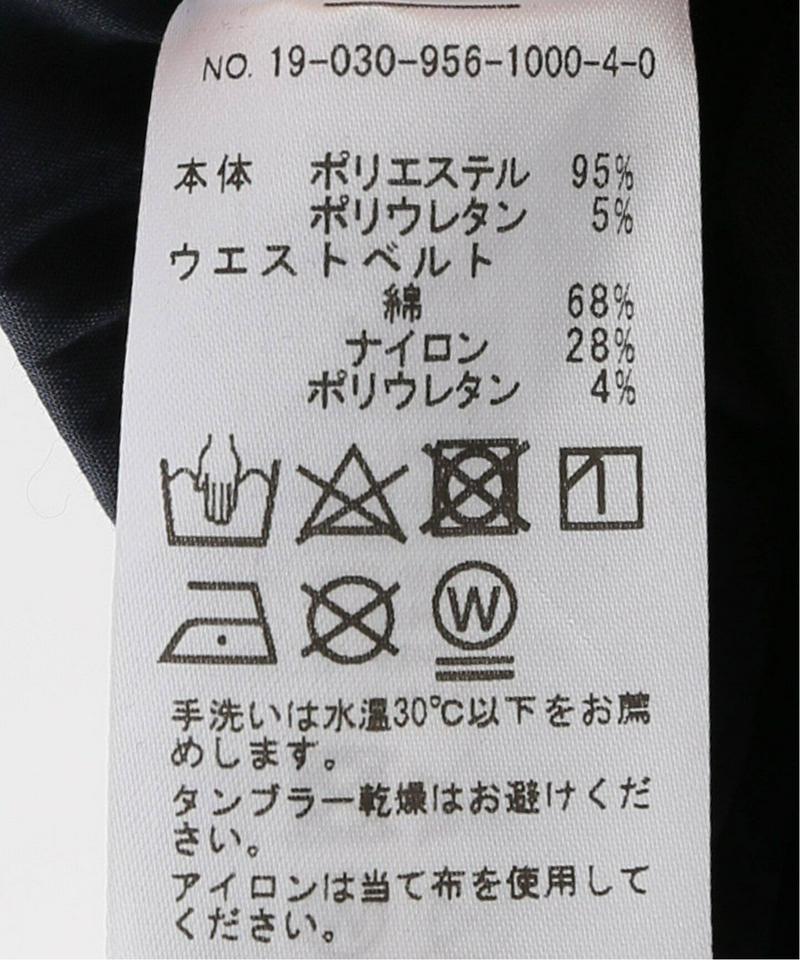 NO. 19-030-956-1000-4-0
本体 ポリエステル 95%
ポリウレタン 5%
ウエストベルト
綿 68%
ナイロン 28%
ポリウレタン 4%
W
手洗いは水温30℃以下をお薦
めします。
タンブラー乾燥はお避けくだ
さい。
アイロンは当て布を使用して
ください。